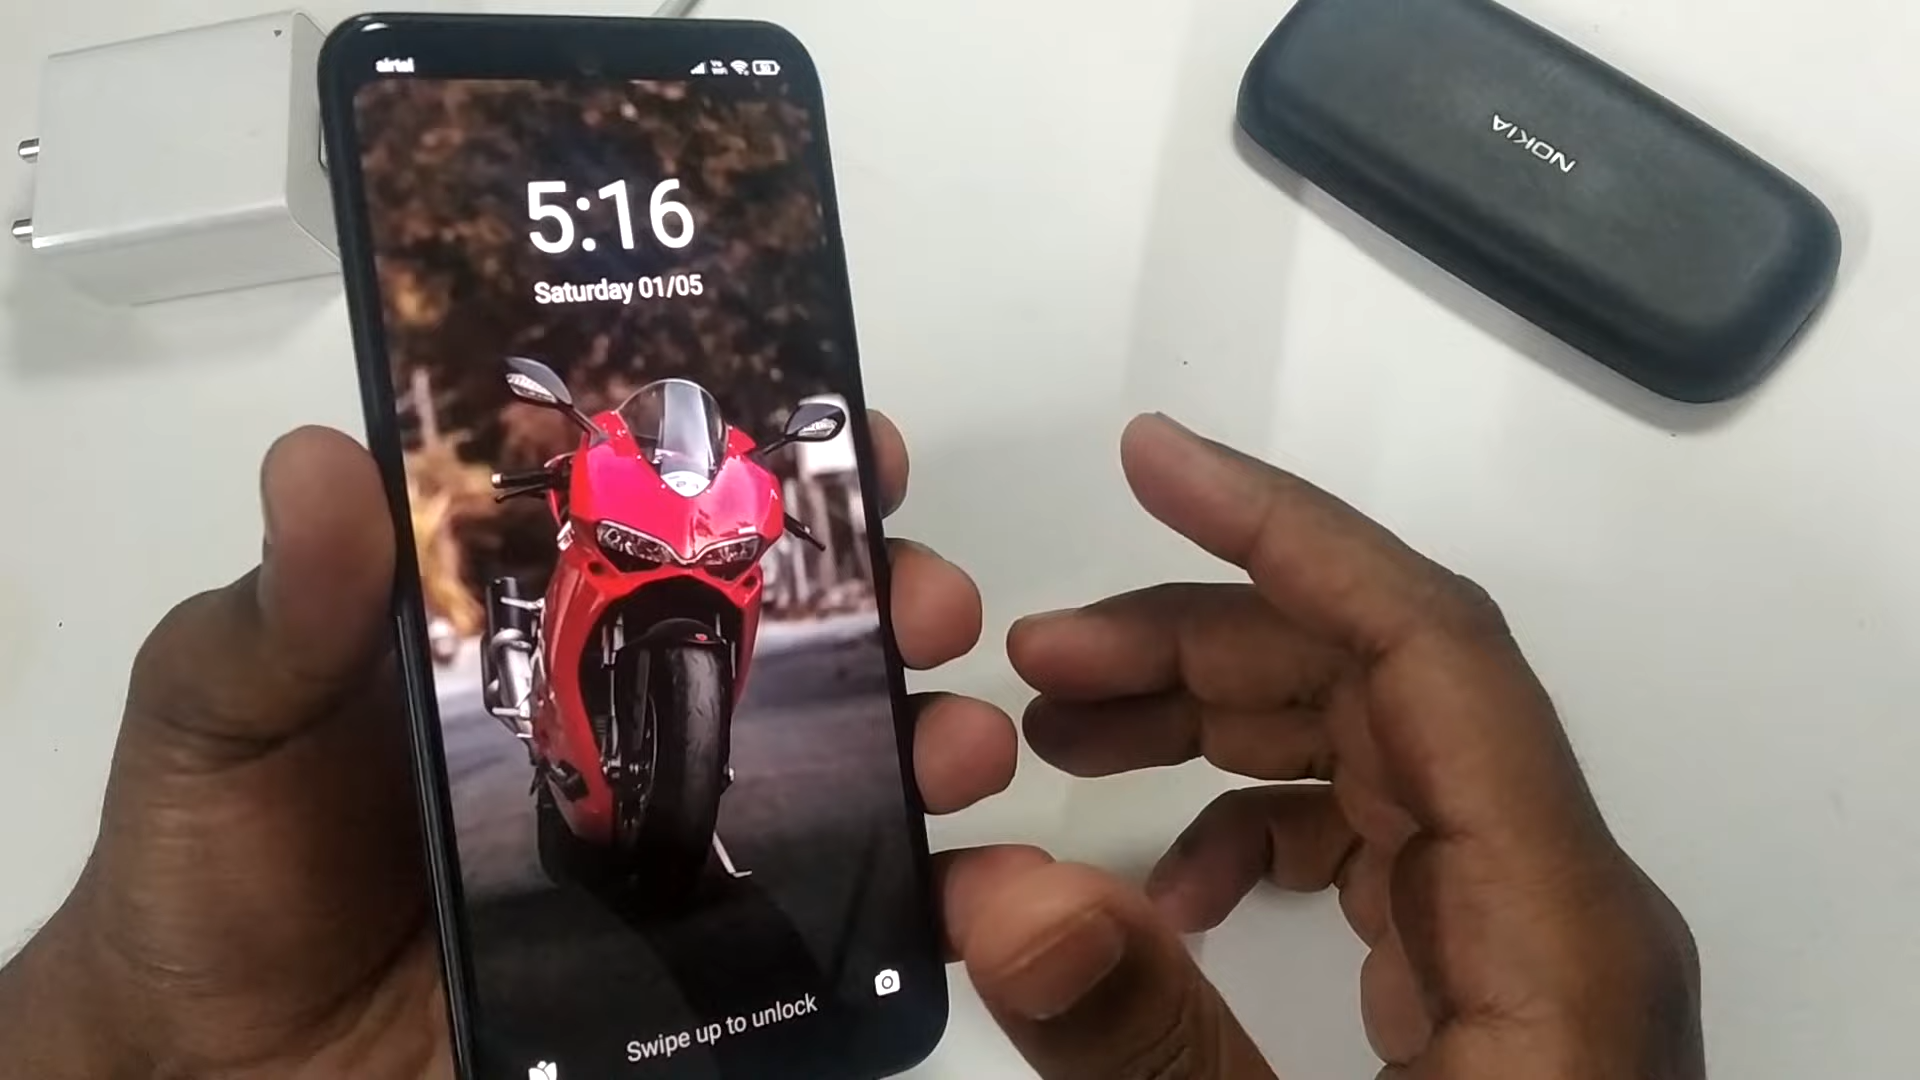 airtel
5:16
Saturday 01/05
Swipe up to unlock
NOKIA